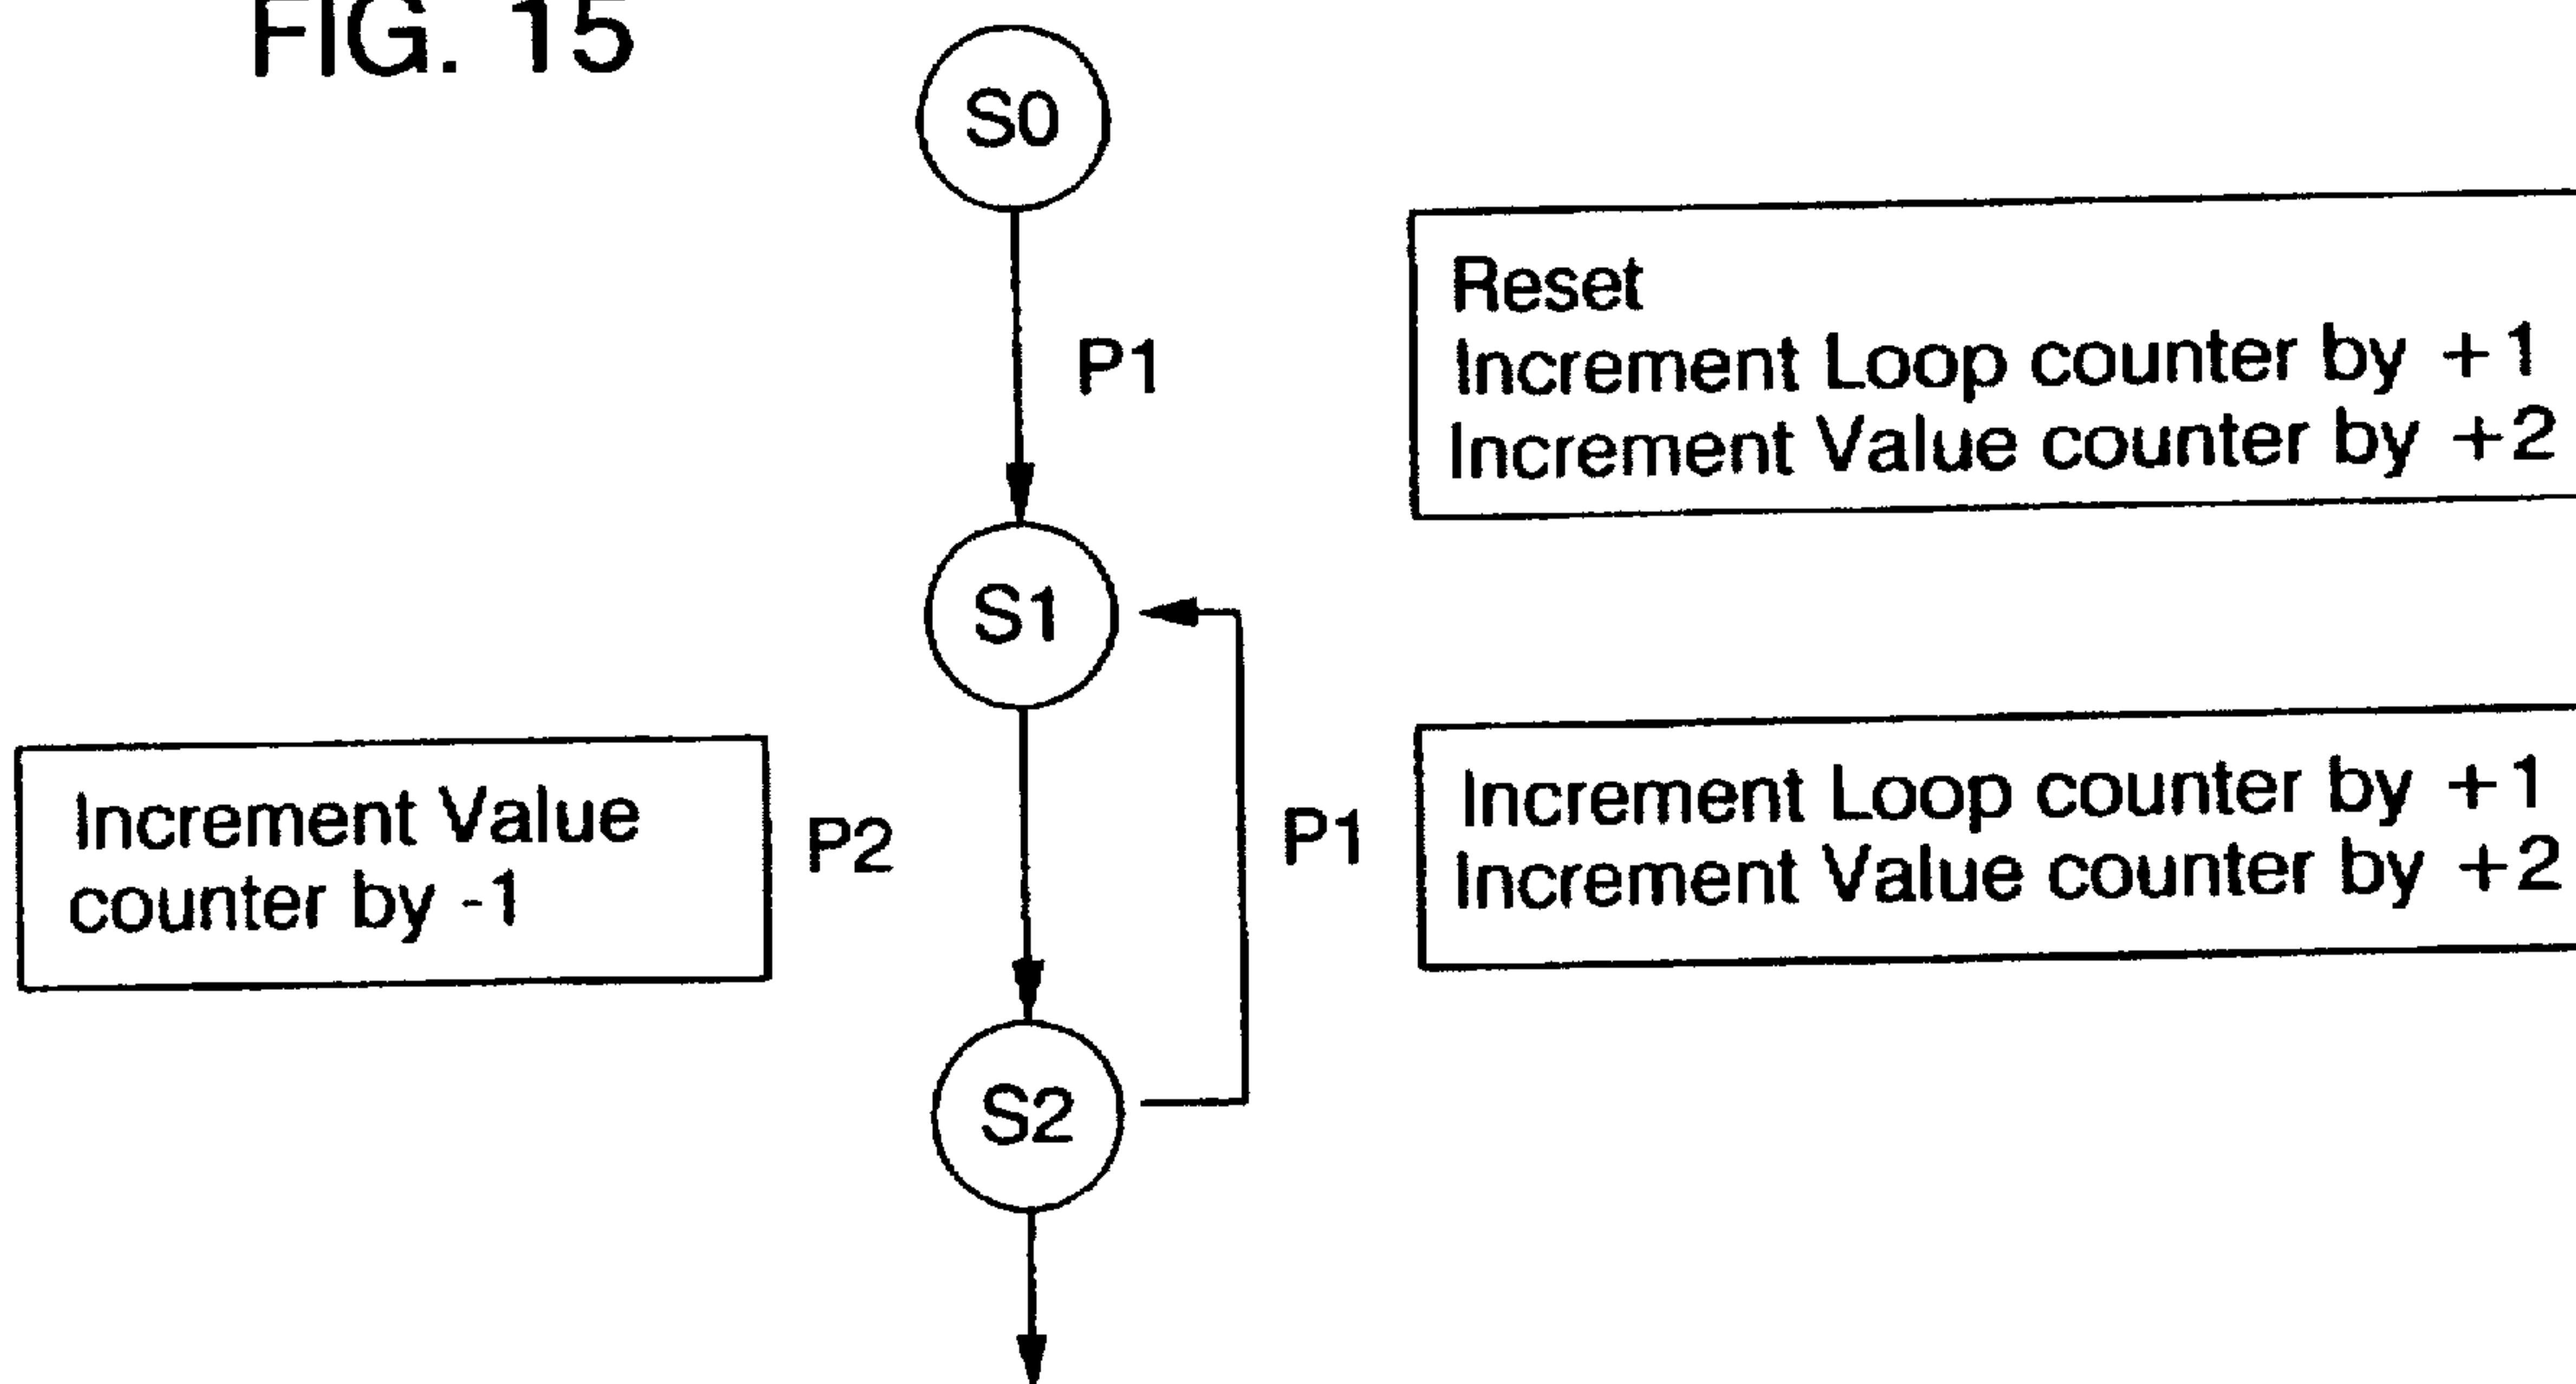 FIG. 15
S0
P1
Reset
Increment Loop counter by +1
Increment Value counter by +2
S1
Increment Value
counter by -1
P2
P1
Increment Loop counter by +1
Increment Value counter by +2
S2